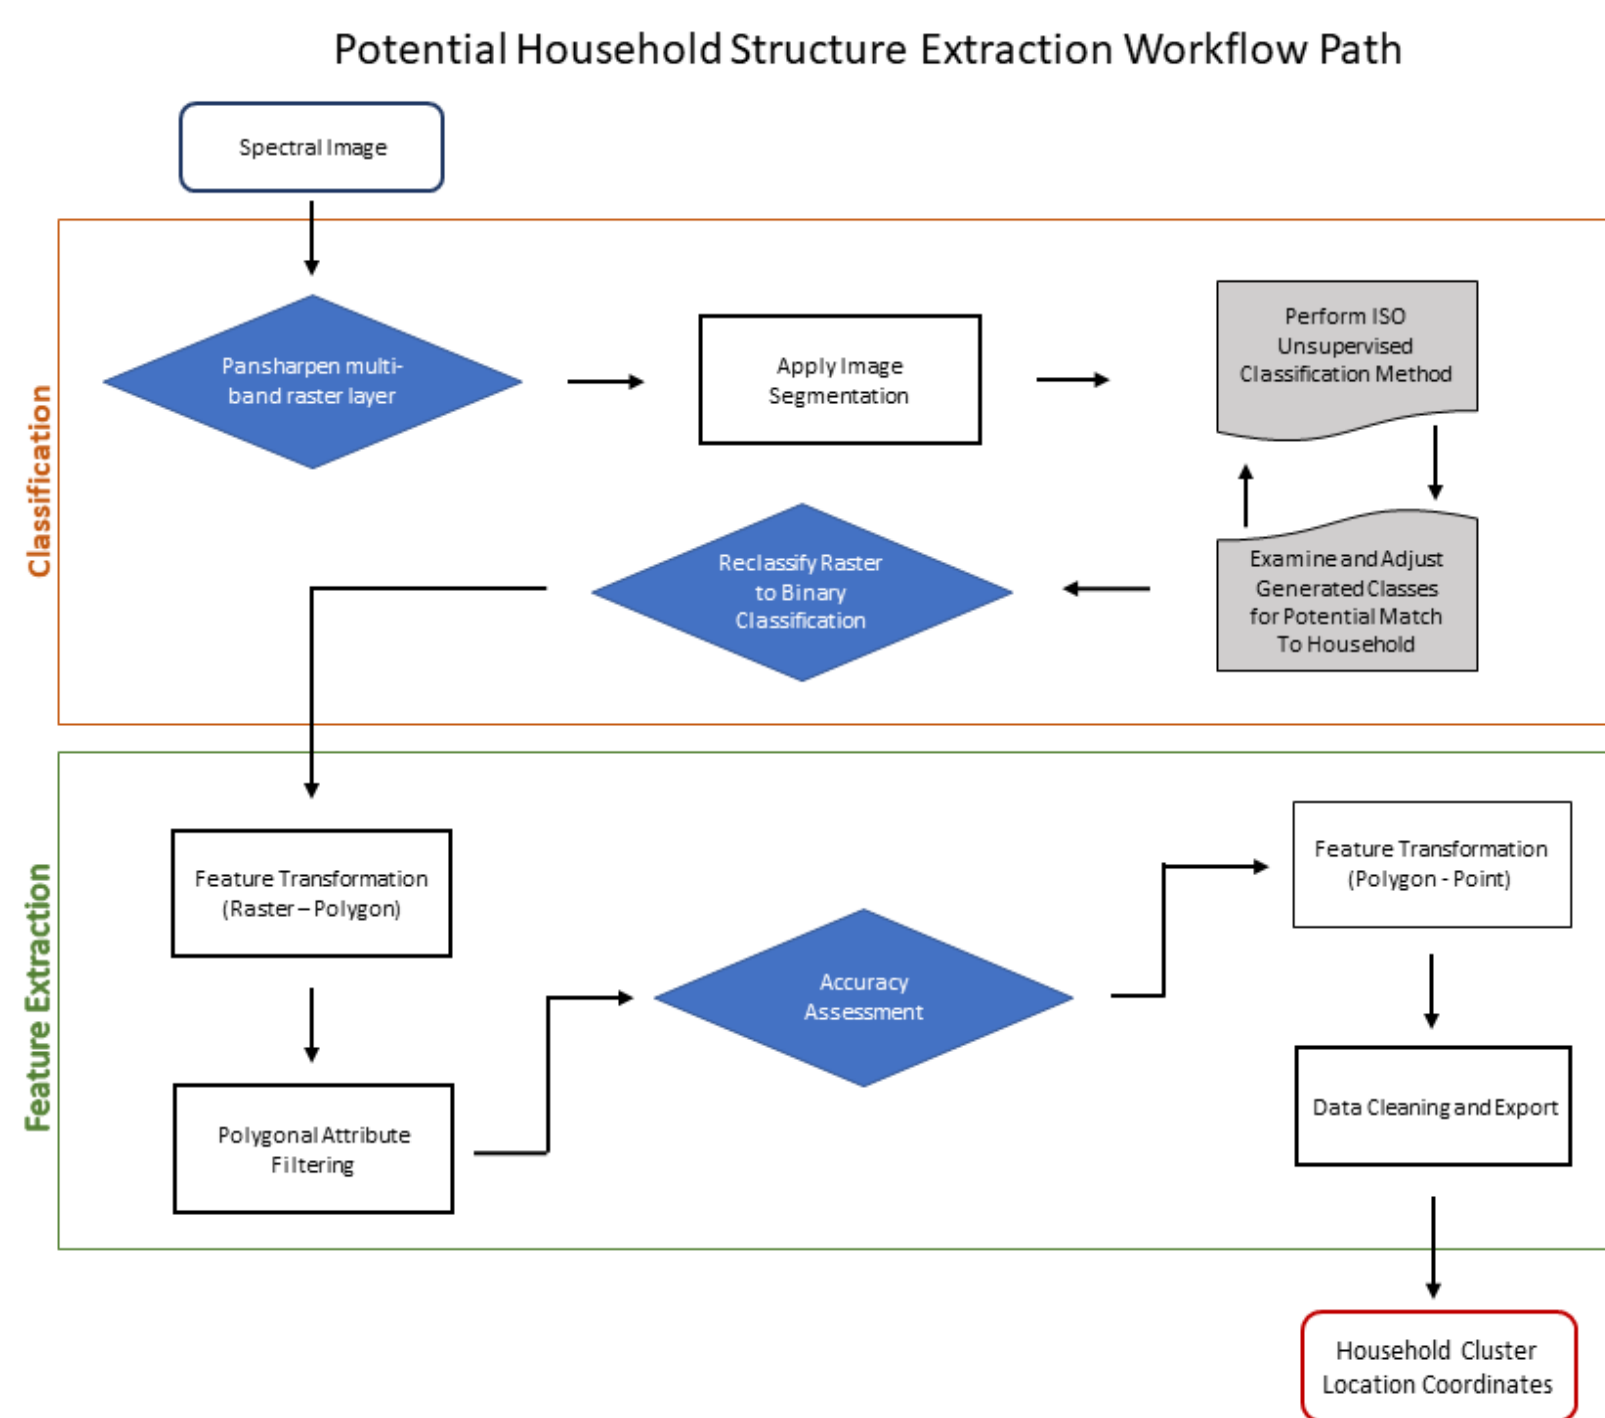 Potential Household Structure Extraction Workflow Path
Spectral Image
Classification
Pansharpen multi-
band raster layer
Apply Image
Segmentation
Perform ISO
Unsupervised
Classification Method
Examine and Adjust
Generated Classes
for Potential Match
To Household
Reclassify Raster
to Binary
Classification
Feature Extraction
Feature Transformation
(Raster – Polygon)
Polygonal Attribute
Filtering
Accuracy
Assessment
Feature Transformation
(Polygon - Point)
Data Cleaning and Export
Household Cluster
Location Coordinates